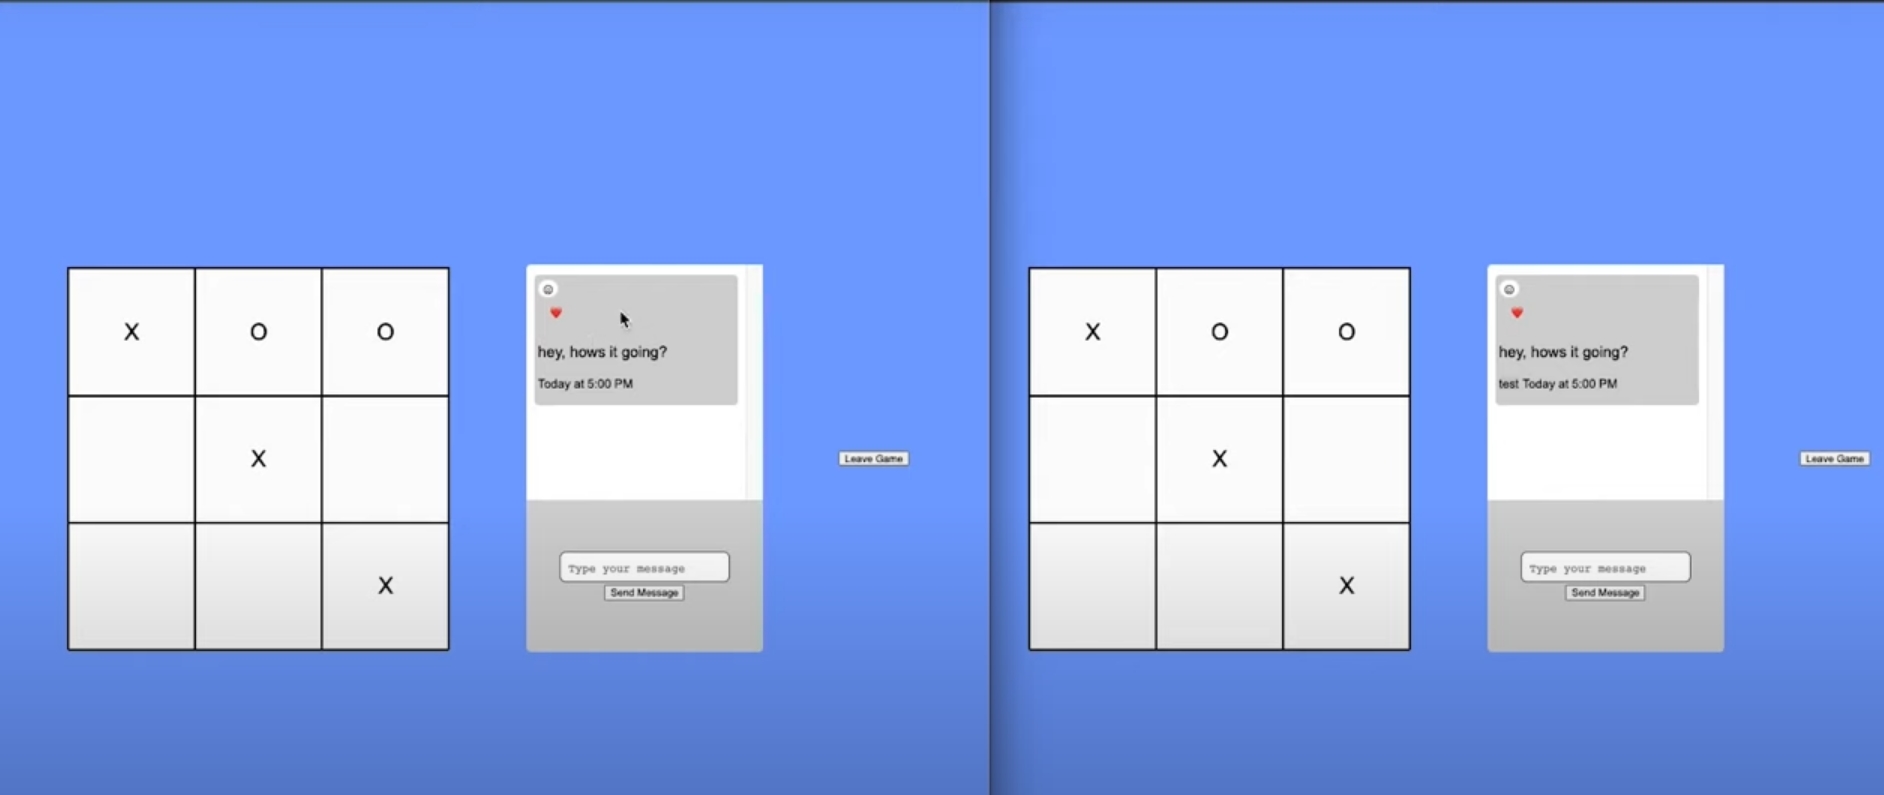 X O O
X
X
❤️
hey, hows it going?
Today at 5:00 PM
Type your message
Send Message
Leave Game
X O O
X
X
❤️
hey, hows it going?
test Today at 5:00 PM
Type your message
Send Message
Leave Game